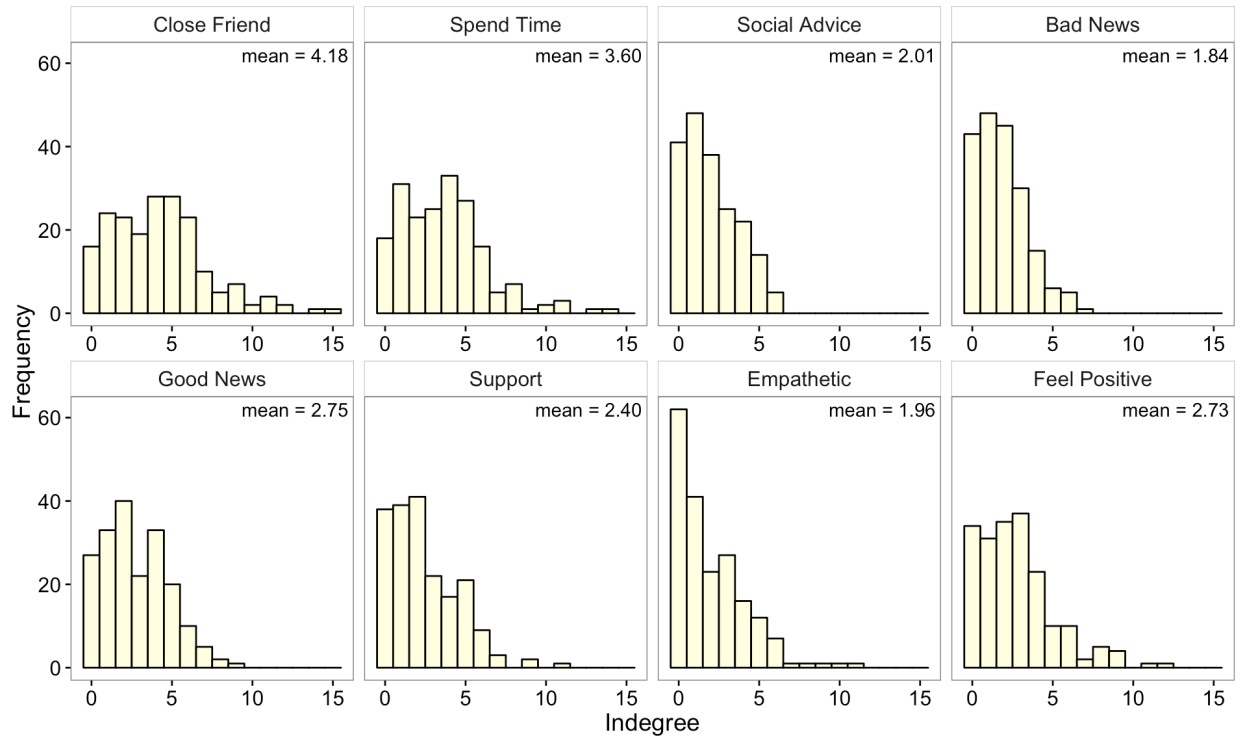 Close Friend
Spend Time
Social Advice
Bad News
mean = 4.18
mean = 3.60
mean = 2.01
mean = 1.84
60
40
20
0
0 5 10 15
0 5 10 15
0 5 10 15
0 5 10 15
Frequency
Good News
Support
Empathetic
Feel Positive
mean = 2.75
mean = 2.40
mean = 1.96
mean = 2.73
60
40
20
0
0 5 10 15
0 5 10 15
0 5 10 15
0 5 10 15
Indegree